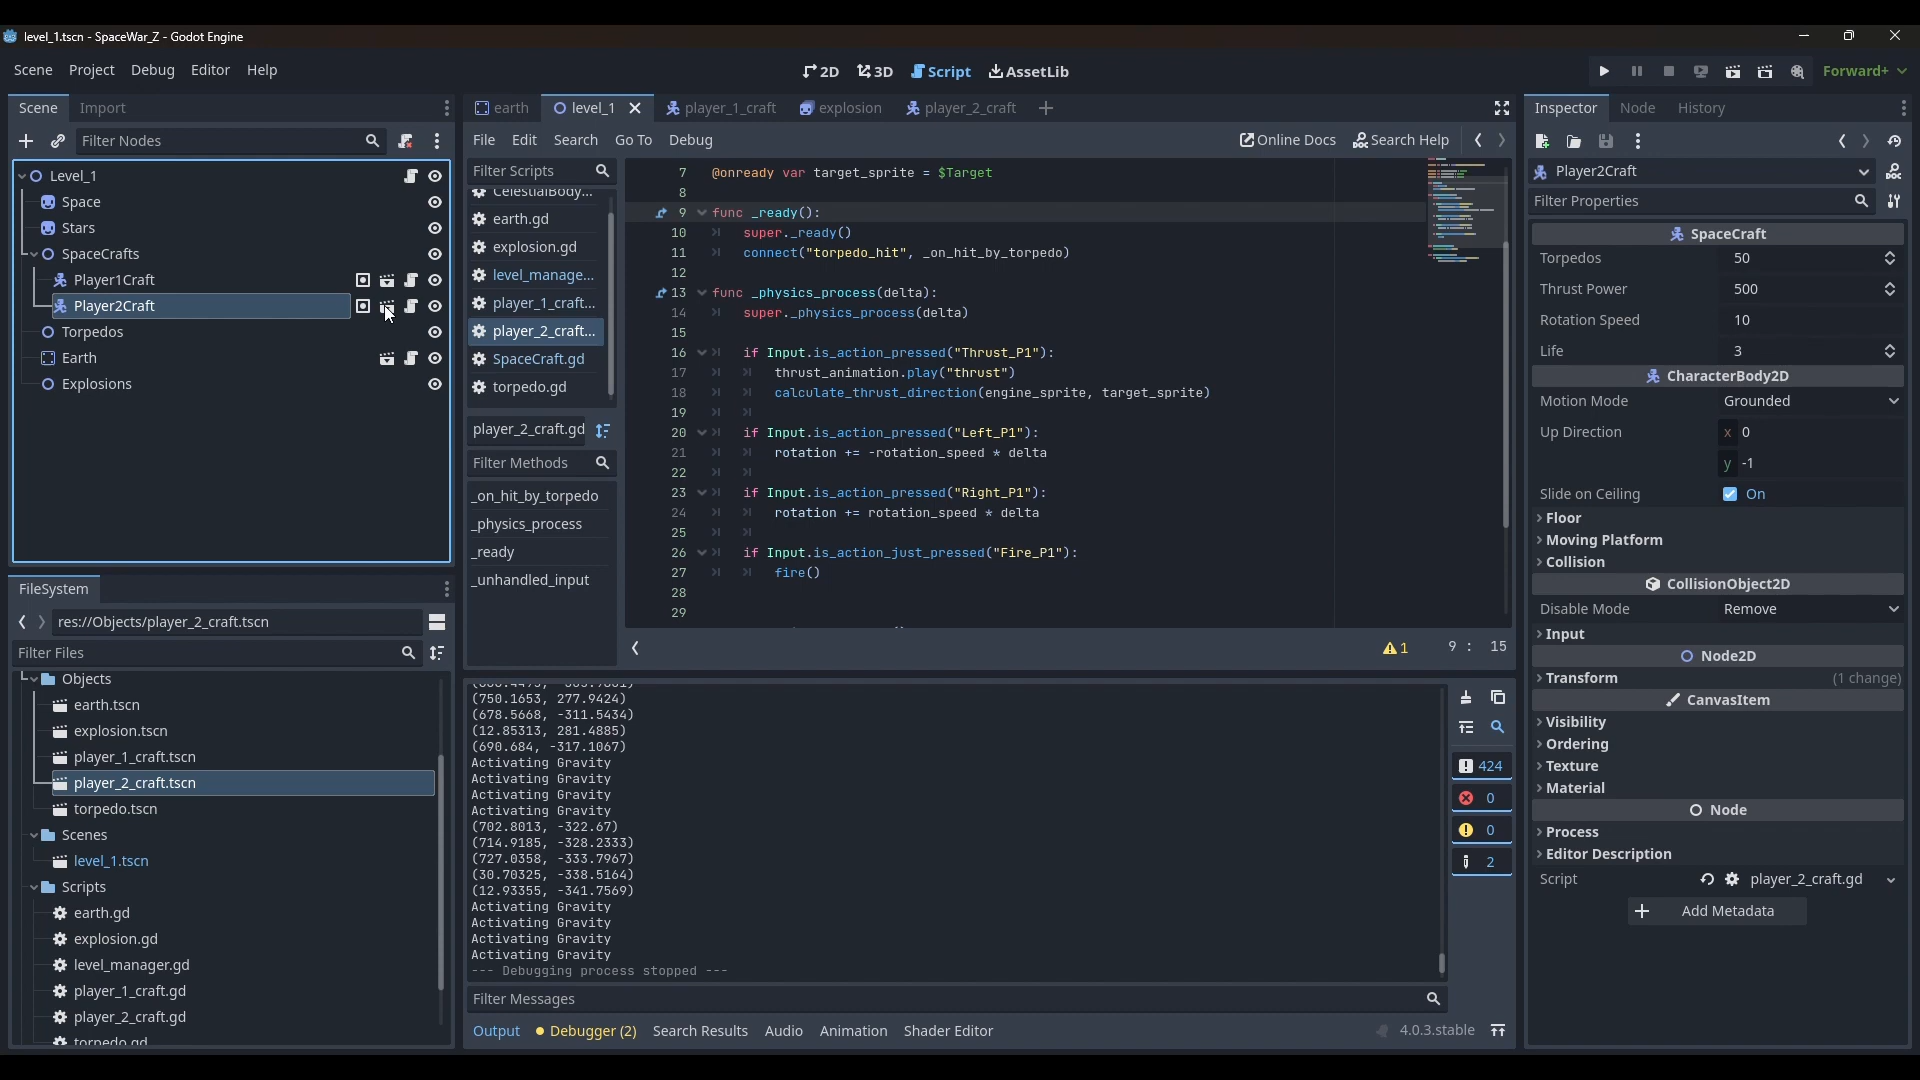 level_1.tscn - SpaceWar_Z - Godot Engine
Scene Project Debug Editor Help
2D 3D Script AssetLib
Forward+
Scene Import
Filter Nodes
Level_1
Space
Stars
SpaceCrafts
Player1Craft
Player2Craft
Torpedos
Earth
Explosions
FileSystem
res://Objects/player_2_craft.tscn
Filter Files
Objects
earth.tscn
explosion.tscn
player_1_craft.tscn
player_2_craft.tscn
torpedo.tscn
Scenes
level_1.tscn
Scripts
earth.gd
explosion.gd
level_manager.gd
player_1_craft.gd
player_2_craft.gd
torpedo.gd
earth level_1 player_1_craft explosion player_2_craft
File Edit Search Go To Debug
Online Docs Search Help
Filter Scripts
CelestialBody...
earth.gd
explosion.gd
level_manage...
player_1_craft...
player_2_craft...
SpaceCraft.gd
torpedo.gd
player_2_craft.gd
Filter Methods
_on_hit_by_torpedo
_physics_process
_ready
_unhandled_input
7 @onready var target_sprite = $Target
8
9 func _ready():
10 super._ready()
11 connect("torpedo_hit", _on_hit_by_torpedo)
12
13 func _physics_process(delta):
14 super._physics_process(delta)
15
16 if Input.is_action_pressed("Thrust_P1"):
17 thrust_animation.play("thrust")
18 calculate_thrust_direction(engine_sprite, target_sprite)
19
20 if Input.is_action_pressed("Left_P1"):
21 rotation += -rotation_speed * delta
22
23 if Input.is_action_pressed("Right_P1"):
24 rotation += rotation_speed * delta
25
26 if Input.is_action_just_pressed("Fire_P1"):
27 fire()
28
29
1 9 : 15
(750.1653, 277.9424)
(678.5668, -311.5434)
(12.85313, 281.4885)
(690.684, -317.1067)
Activating Gravity
Activating Gravity
Activating Gravity
Activating Gravity
(702.8013, -322.67)
(714.9185, -328.2333)
(727.0358, -333.7967)
(30.70325, -338.5164)
(12.93355, -341.7569)
Activating Gravity
Activating Gravity
Activating Gravity
Activating Gravity
--- Debugging process stopped ---
424
0
0
2
Filter Messages
Output Debugger (2) Search Results Audio Animation Shader Editor
4.0.3.stable
Inspector Node History
Player2Craft
Filter Properties
SpaceCraft
Torpedos 50
Thrust Power 500
Rotation Speed 10
Life 3
CharacterBody2D
Motion Mode Grounded
Up Direction x 0
y -1
Slide on Ceiling On
Floor
Moving Platform
Collision
CollisionObject2D
Disable Mode Remove
Input
Node2D
Transform (1 change)
CanvasItem
Visibility
Ordering
Texture
Material
Node
Process
Editor Description
Script player_2_craft.gd
Add Metadata